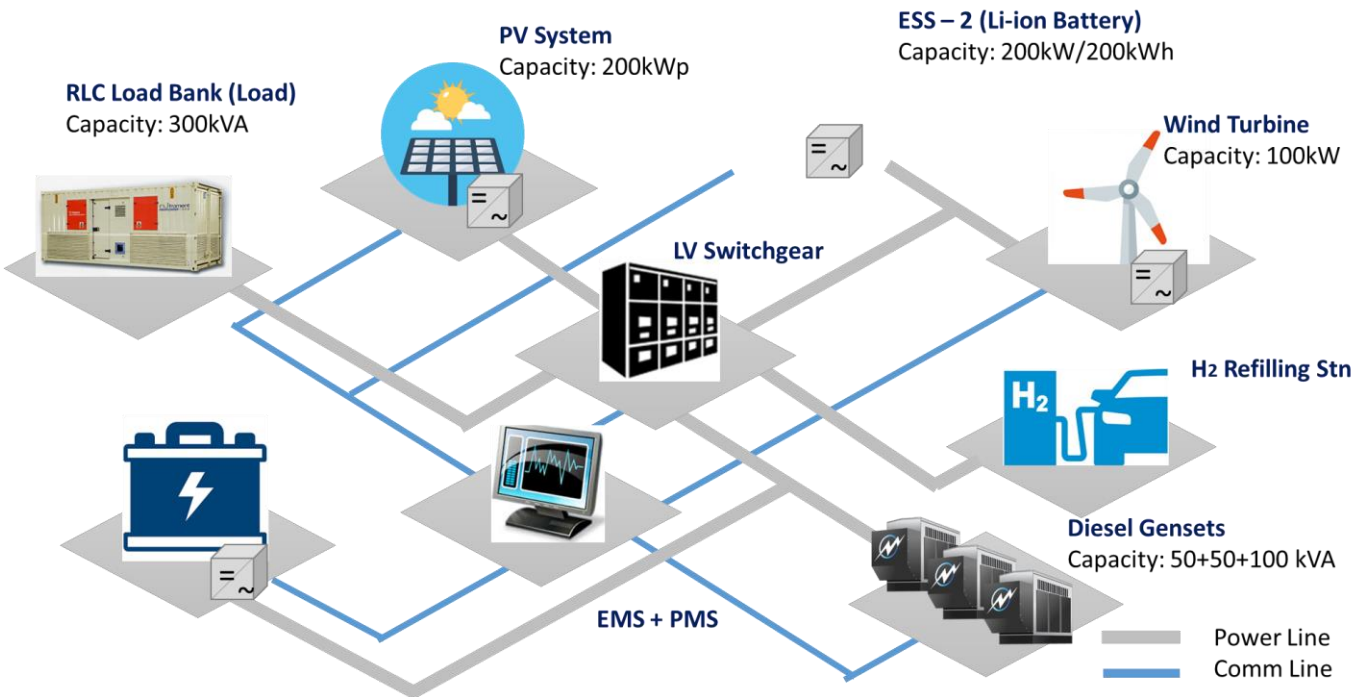 PV System
Capacity: 200kWp
ESS – 2 (Li-ion Battery)
Capacity: 200kW/200kWh
RLC Load Bank (Load)
Capacity: 300kVA
Wind Turbine
Capacity: 100kW
LV Switchgear
H2 Refilling Stn
H2
Diesel Gensets
Capacity: 50+50+100 kVA
EMS + PMS
Power Line
Comm Line